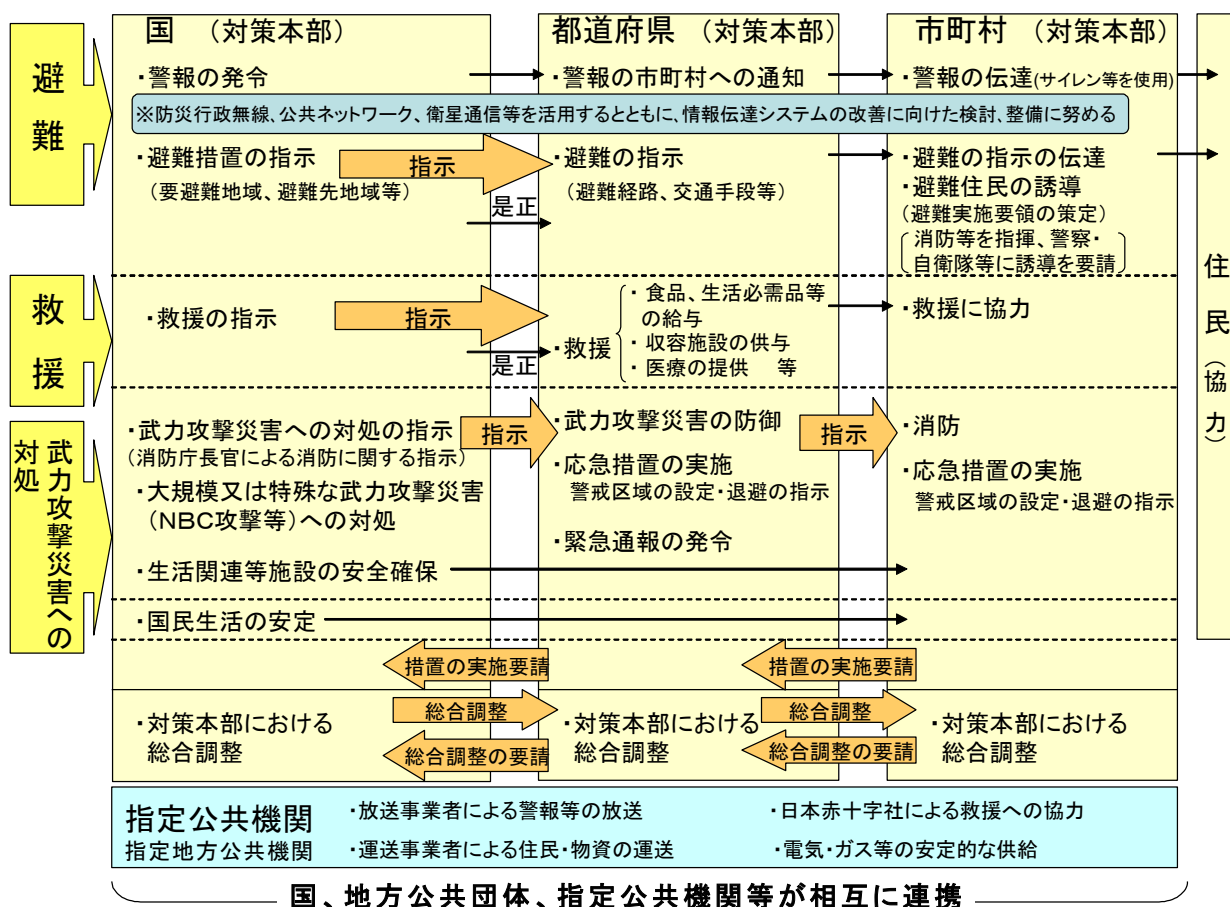 避難
国 (対策本部)
都道府県 (対策本部)
市町村 (対策本部)
・警報の発令
・警報の市町村への通知
・警報の伝達(サイレン等を使用)
※防災行政無線、公共ネットワーク、衛星通信等を活用するとともに、情報伝達システムの改善に向けた検討、整備に努める
・避難措置の指示
(要避難地域、避難先地域等)
指示
是正
・避難の指示
(避難経路、交通手段等)
・避難の指示の伝達
・避難住民の誘導
(避難実施要領の策定)
消防等を指揮、警察・
自衛隊等に誘導を要請
住民(協力)
救援
・救援の指示
指示
是正
・救援
・食品、生活必需品等
の給与
・収容施設の供与
・医療の提供 等
・救援に協力
武力攻撃災害への
対処
・武力攻撃災害への対処の指示
(消防庁長官による消防に関する指示)
・大規模又は特殊な武力攻撃災害
(NBC攻撃等)への対処
・生活関連等施設の安全確保
指示
・武力攻撃災害の防御
・応急措置の実施
警戒区域の設定・退避の指示
・緊急通報の発令
指示
・消防
・応急措置の実施
警戒区域の設定・退避の指示
・国民生活の安定
措置の実施要請
措置の実施要請
・対策本部における
総合調整
総合調整
総合調整の要請
・対策本部における
総合調整
総合調整
総合調整の要請
・対策本部における
総合調整
指定公共機関
指定地方公共機関
・放送事業者による警報等の放送
・日本赤十字社による救援への協力
・運送事業者による住民・物資の運送
・電気・ガス等の安定的な供給
国、地方公共団体、指定公共機関等が相互に連携